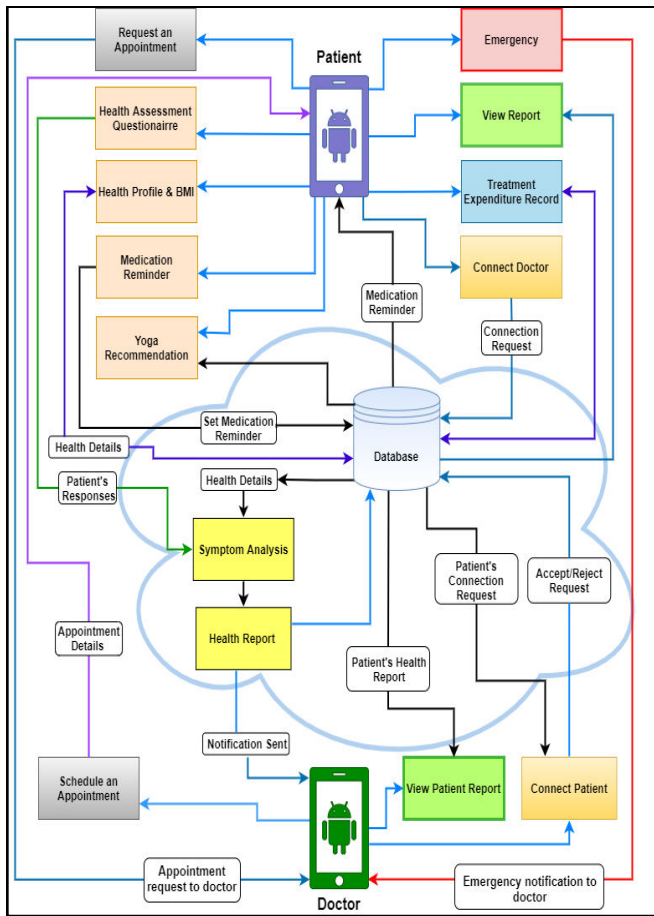 Request an
Appointment
Patient
Emergency
Health Assessment
Questionairre
View Report
Health Profile & BMI
Treatment
Expenditure Record
Medication
Reminder
Connect Doctor
Medication
Reminder
Connection
Request
Yoga
Recommendation
Set Medication
Reminder
Health Details
Database
Health Details
Patient's
Responses
Symptom Analysis
Patient's
Connection
Request
Accept/Reject
Request
Appointment
Details
Health Report
Patient's Health
Report
Notification Sent
Schedule an
Appointment
View Patient Report
Connect Patient
Appointment
request to doctor
Emergency notification to
doctor
Doctor